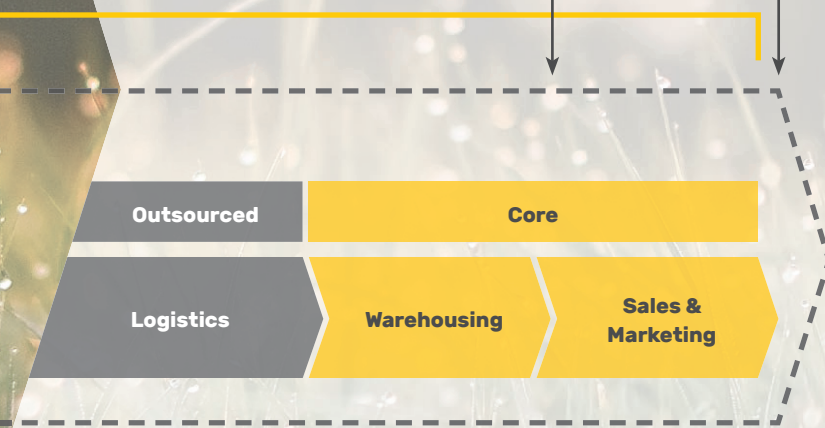 Outsourced
Core
Logistics
Warehousing
Sales &
Marketing